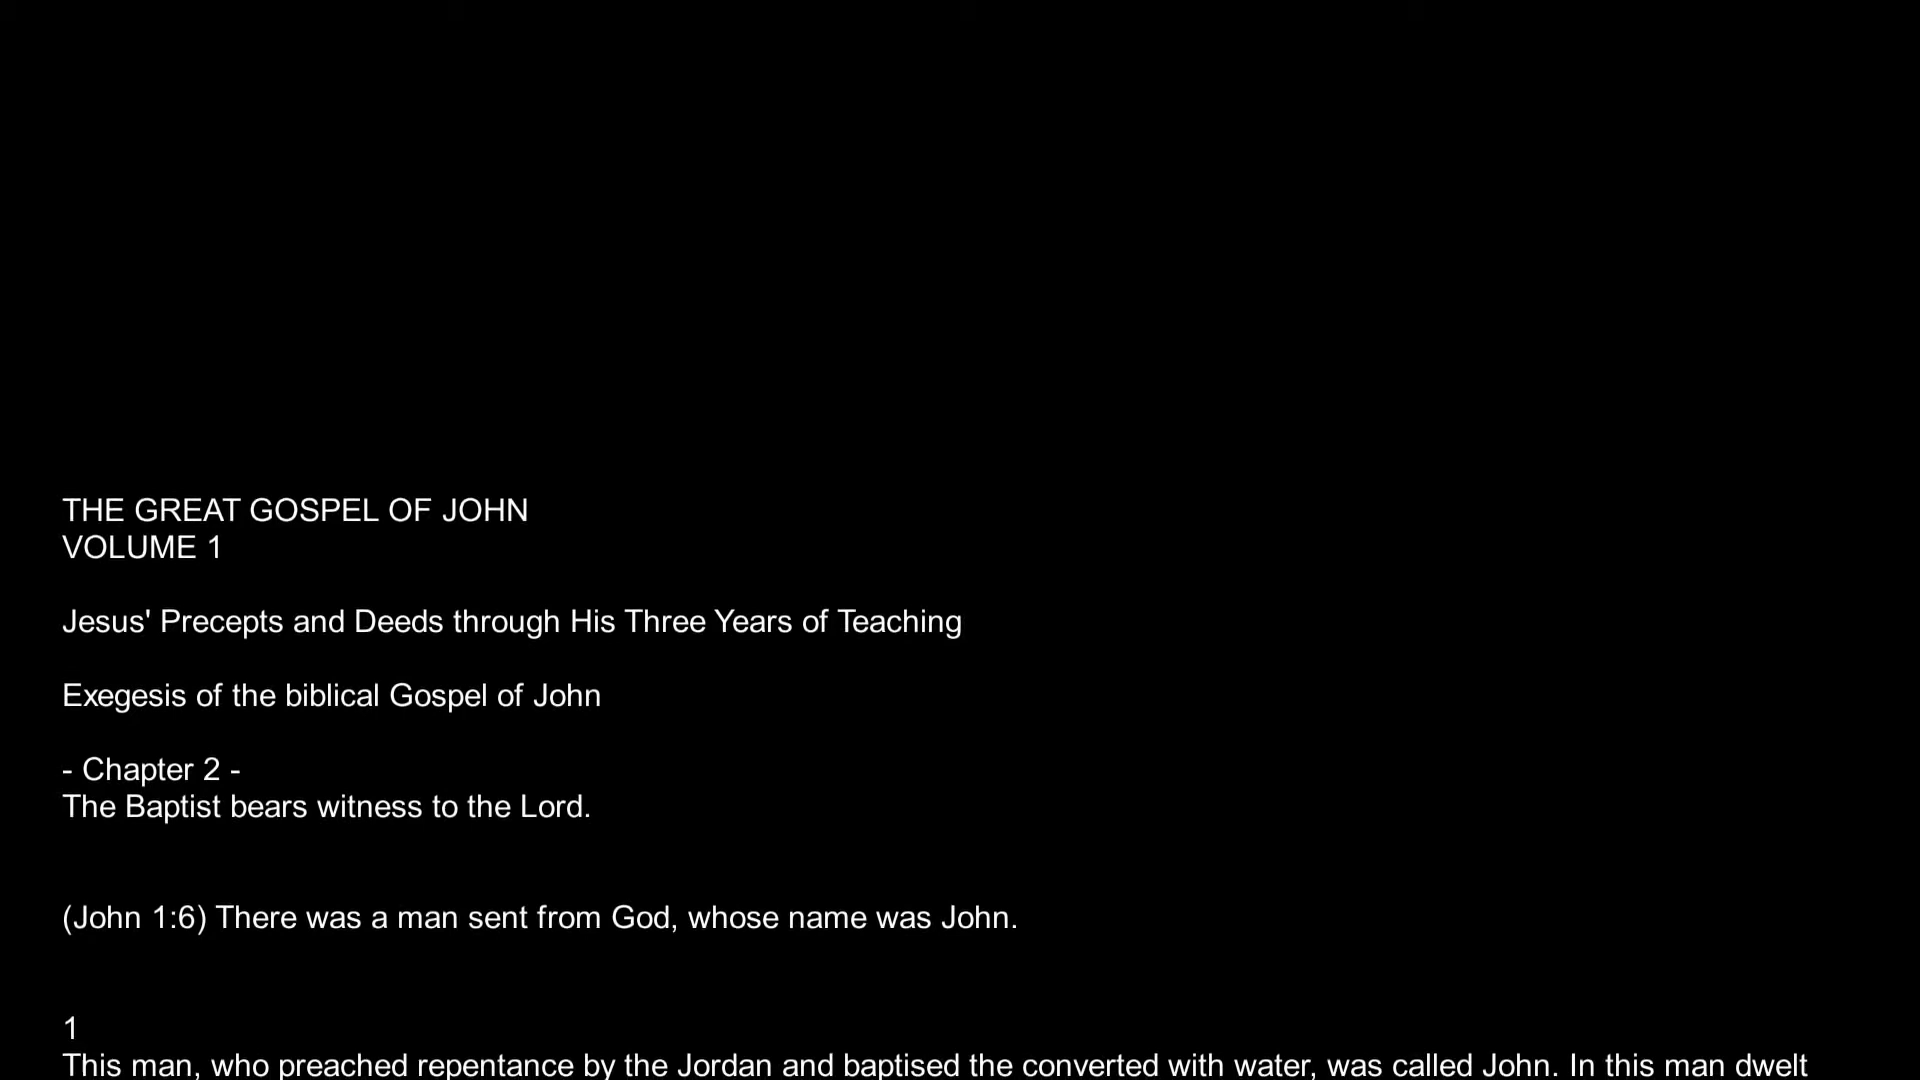 THE GREAT GOSPEL OF JOHN
VOLUME 1
Jesus' Precepts and Deeds through His Three Years of Teaching
Exegesis of the biblical Gospel of John
- Chapter 2 -
The Baptist bears witness to the Lord.
(John 1:6) There was a man sent from God, whose name was John.
1
This man, who preached repentance by the Jordan and baptised the converted with water, was called John. In this man dwelt